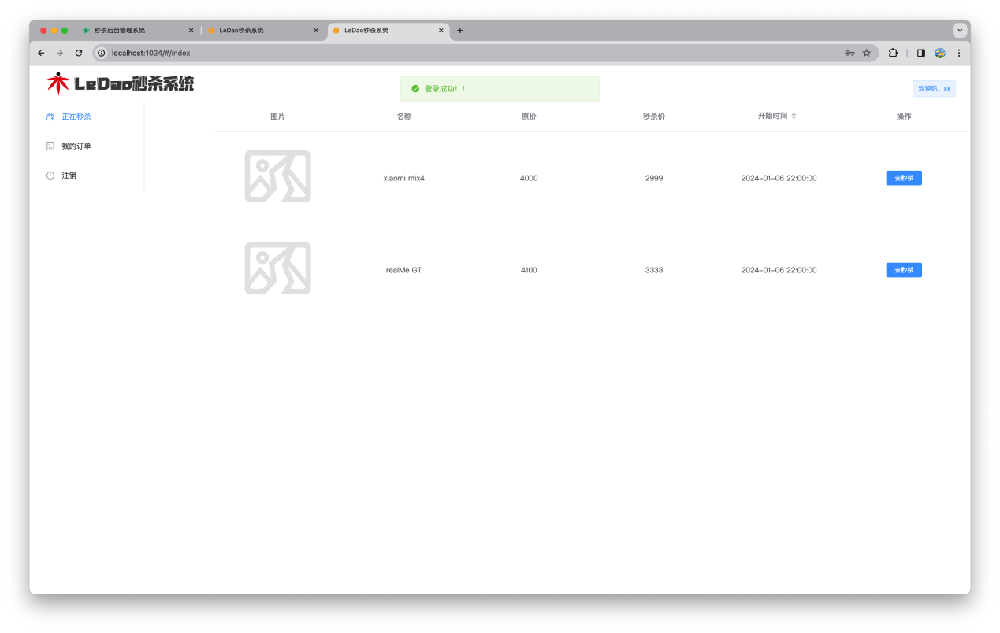 秒杀后台管理系统
LeDao秒杀系统
LeDao秒杀系统
localhost:1024/#/index
LeDao秒杀系统
登录成功！！
欢迎你，xx
正在秒杀
我的订单
注销
图片 名称 原价 秒杀价 开始时间 操作
xiaomi mix4 4000 2999 2024-01-06 22:00:00 去秒杀
realMe GT 4100 3333 2024-01-06 22:00:00 去秒杀